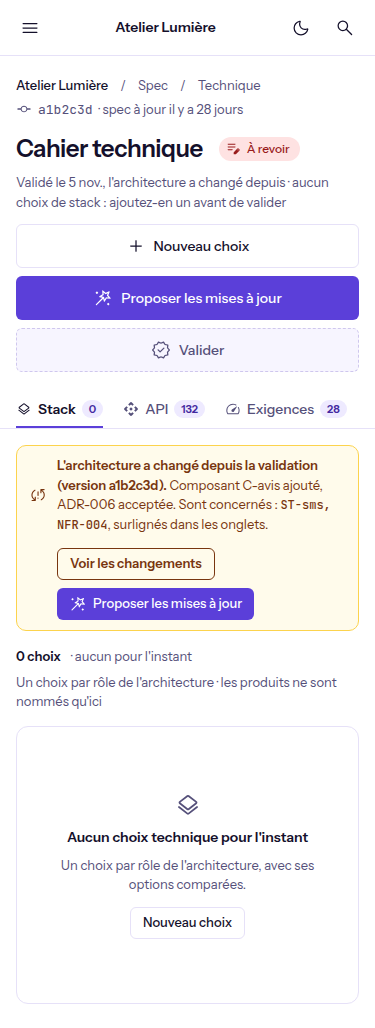 Atelier Lumière
Atelier Lumière / Spec / Technique
a1b2c3d · spec à jour il y a 28 jours
Cahier technique
À revoir
Validé le 5 nov., l'architecture a changé depuis · aucun
choix de stack : ajoutez-en un avant de valider
Nouveau choix
Proposer les mises à jour
Valider
Stack 0 API 132 Exigences 28
L'architecture a changé depuis la validation
(version a1b2c3d). Composant C-avis ajouté,
ADR-006 acceptée. Sont concernés : ST-sms,
NFR-004, surlignés dans les onglets.
Voir les changements
Proposer les mises à jour
0 choix · aucun pour l'instant
Un choix par rôle de l'architecture · les produits ne sont
nommés qu'ici
Aucun choix technique pour l'instant
Un choix par rôle de l'architecture, avec ses
options comparées.
Nouveau choix